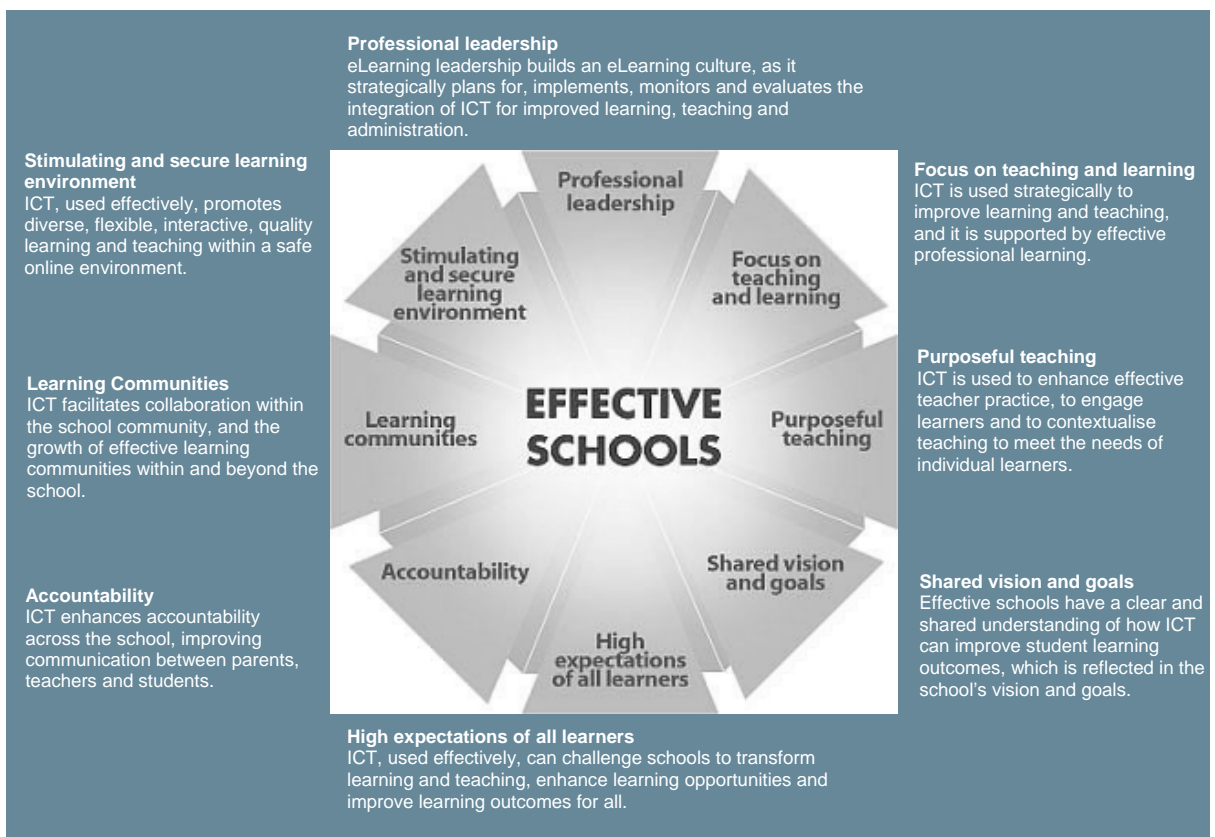 Professional leadership
eLearning leadership builds an eLearning culture, as it
strategically plans for, implements, monitors and evaluates the
integration of ICT for improved learning, teaching and
administration.
Stimulating and secure learning
environment
ICT, used effectively, promotes
diverse, flexible, interactive, quality
learning and teaching within a safe
online environment.
Learning Communities
ICT facilitates collaboration within
the school community, and the
growth of effective learning
communities within and beyond the
school.
Accountability
ICT enhances accountability
across the school, improving
communication between parents,
teachers and students.
Professional
leadership
Focus on
teaching
and learning
Purposeful
teaching
Shared vision
and goals
High
expectations
of all learners
Accountability
Learning
communities
Stimulating
and secure
learning
environment
EFFECTIVE
SCHOOLS
Focus on teaching and learning
ICT is used strategically to
improve learning and teaching,
and it is supported by effective
professional learning.
Purposeful teaching
ICT is used to enhance effective
teacher practice, to engage
learners and to contextualise
teaching to meet the needs of
individual learners.
Shared vision and goals
Effective schools have a clear and
shared understanding of how ICT
can improve student learning
outcomes, which is reflected in the
school's vision and goals.
High expectations of all learners
ICT, used effectively, can challenge schools to transform
learning and teaching, enhance learning opportunities and
improve learning outcomes for all.